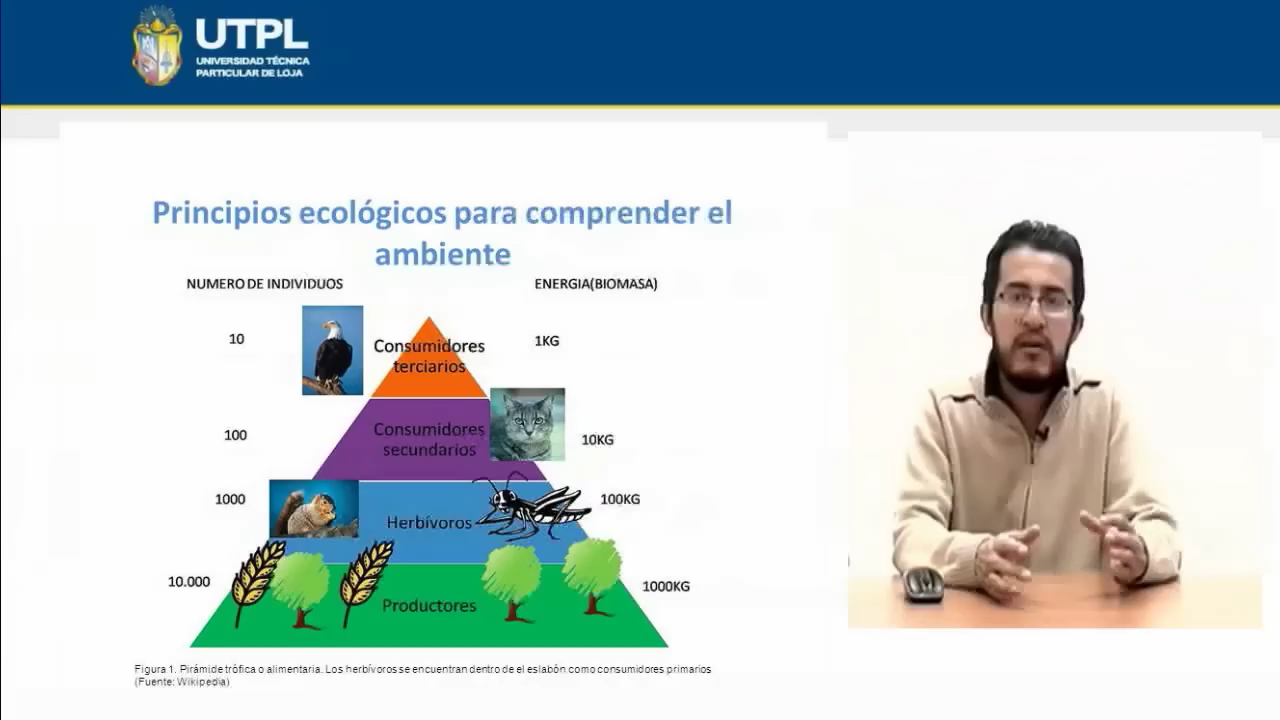 UTPL
UNIVERSIDAD TÉCNICA
PARTICULAR DE LOJA
Principios ecológicos para comprender el
ambiente
NUMERO DE INDIVIDUOS
ENERGIA(BIOMASA)
10
Consumidores
terciarios
1KG
100
Consumidores
secundarios
10KG
1000
Herbívoros
100KG
10.000
Productores
1000KG
Figura 1. Pirámide trófica o alimentaria. Los herbívoros se encuentran dentro de el eslabón como consumidores primarios
(Fuente: Wikipedia)